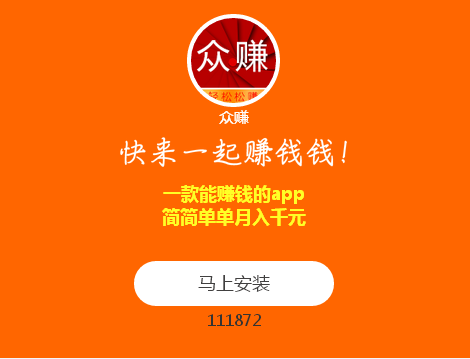 众赚
轻松松赚
众赚
快来一起赚钱钱!
一款能赚钱的app
简简单单月入千元
马上安装
111872